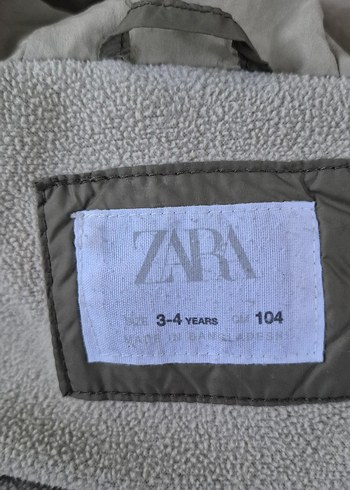 ZARA
SIZE 3-4 YEARS CM 104
MADE IN BANGLADESH